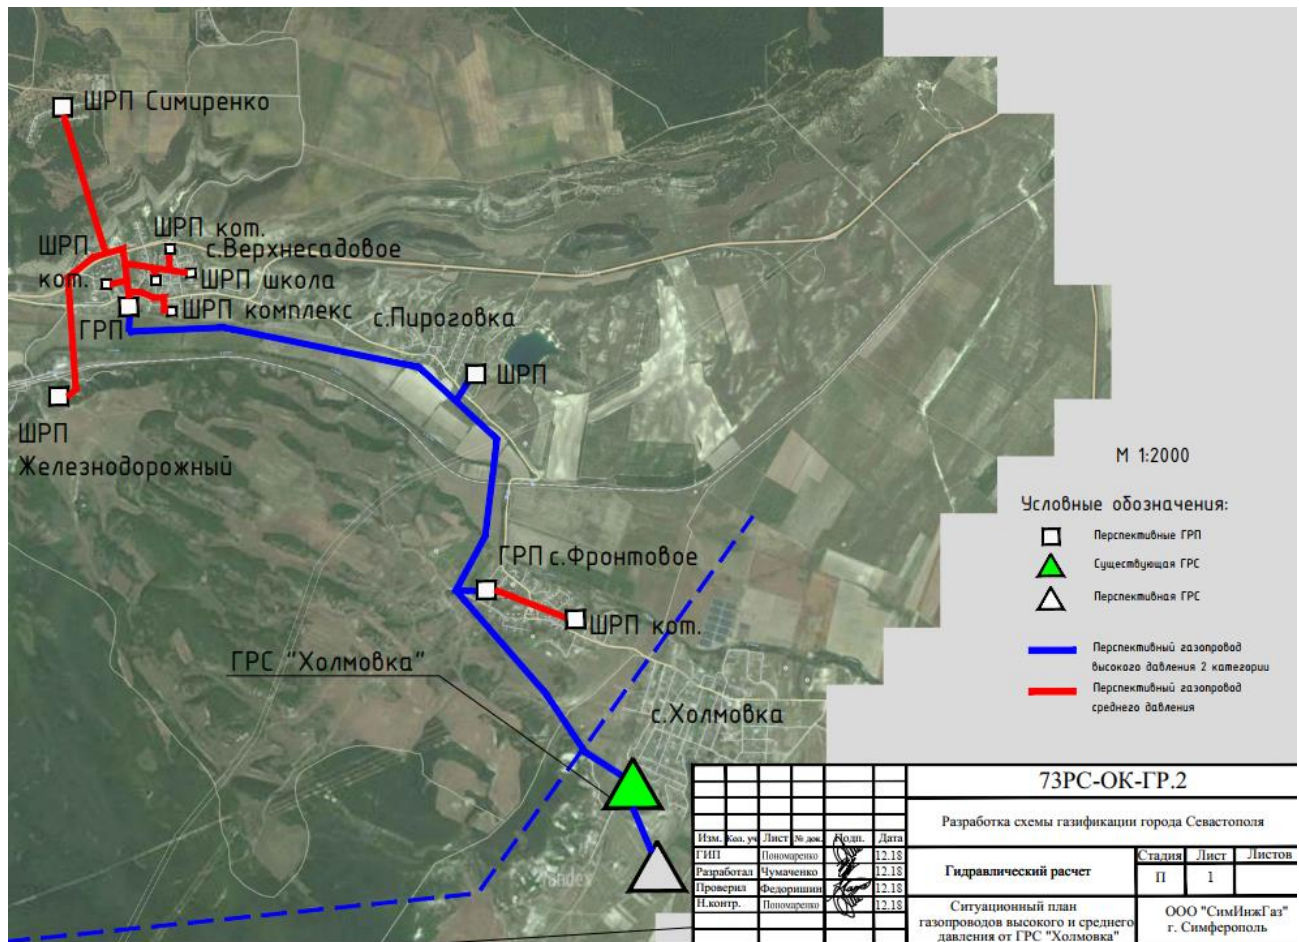 ШРП Симиренко
ШРП кот.
с.Верхнесадовое
ШРП
кот.
ШРП школа
ШРП комплекс
ГРП
с.Пироговка
ШРП
ШРП
Железнодорожный
М 1:2000
Условные обозначения:
Перспективные ГРП
Существующая ГРС
Перспективная ГРС
Перспективный газопровод
высокого давления 2 категории
Перспективный газопровод
среднего давления
ГРП с.Фронтовое
ШРП кот.
ГРС "Холмовка"
с.Холмовка
73РС-ОК-ГР.2
Разработка схемы газификации города Севастополя
Изм. Кол. уч Лист № док. Подп. Дата
ГИП Пономаренко 12.18
Разработал Чумаченко 12.18
Проверил Федоришин 12.18
Н.контр. Пономаренко 12.18
Гидравлический расчет
Стадия Лист Листов
П 1
Ситуационный план
газопроводов высокого и среднего
давления от ГРС "Холмовка"
ООО "СимИнжГаз"
г. Симферополь
Yandex